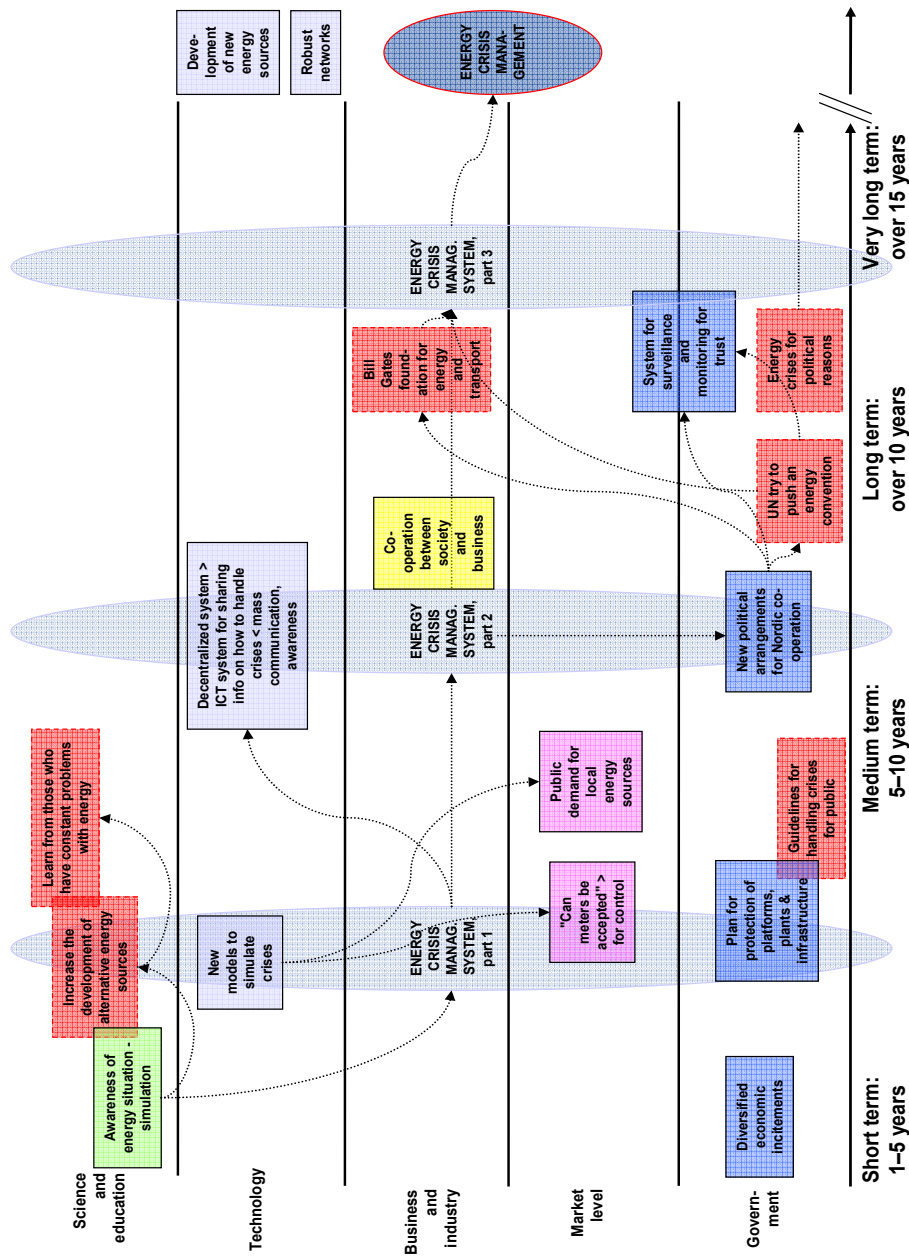 Science
and
education
Awareness of
energy situation -
simulation
Increase the
development of
alternative energy
sources
Learn from those who
have constant problems
with energy
Technology
New
models to
simulate
crises
Decentralized system >
ICT system for sharing
info on how to handle
crises < mass
communication,
awareness
Deve-
lopment
of new
energy
sources
Robust
networks
Business
and
industry
ENERGY
CRISIS
MANAG.
SYSTEM,
part 1
ENERGY
CRISIS
MANAG.
SYSTEM,
part 2
Co-
operation
between
society
and
business
Bill
Gates
found-
ation for
energy
and
transport
ENERGY
CRISIS
MANAG.
SYSTEM,
part 3
ENERGY
CRISIS
MANA-
GEMENT
Market
level
"Can
meters be
accepted" >
for control
Public
demand for
local
energy
sources
Govern-
ment
Diversified
economic
incitements
Plan for
protection of
platforms,
plants &
infrastructure
Guidelines for
handling crises
for public
New political
arrangements
for Nordic co-
operation
UN try to
push an
energy
convention
System for
surveillance
and
monitoring for
trust
Energy
crises for
political
reasons
Short term:
1–5 years
Medium term:
5–10 years
Long term:
over 10 years
Very long term:
over 15 years